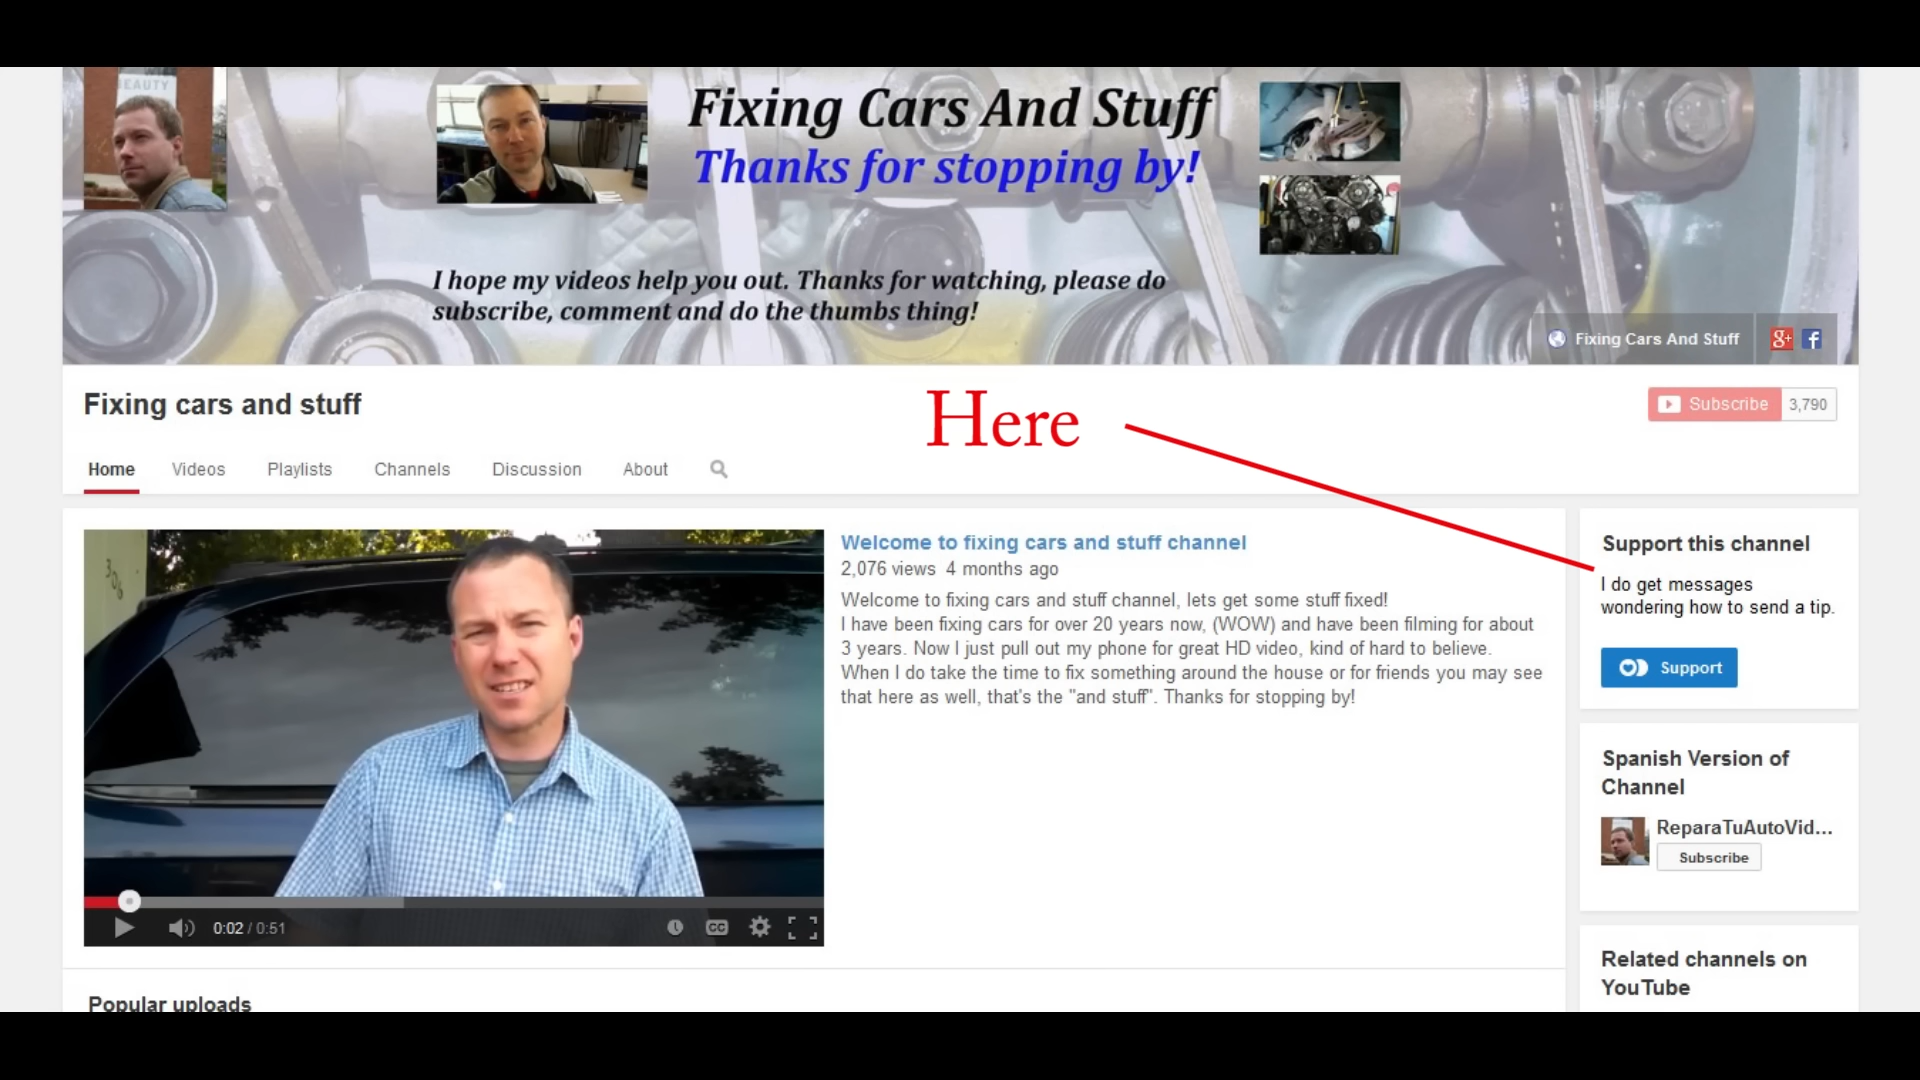 BEAUTY
Fixing Cars And Stuff
Thanks for stopping by!
I hope my videos help you out. Thanks for watching, please do
subscribe, comment and do the thumbs thing!
Fixing Cars And Stuff
g+ f
Fixing cars and stuff
Here
Subscribe 3,790
Home Videos Playlists Channels Discussion About
306
0:02 / 0:51
CC
Welcome to fixing cars and stuff channel
2,076 views 4 months ago
Welcome to fixing cars and stuff channel, lets get some stuff fixed!
I have been fixing cars for over 20 years now, (WOW) and have been filming for about
3 years. Now I just pull out my phone for great HD video, kind of hard to believe.
When I do take the time to fix something around the house or for friends you may see
that here as well, that's the "and stuff". Thanks for stopping by!
Support this channel
I do get messages
wondering how to send a tip.
Support
Spanish Version of
Channel
ReparaTuAutoVid...
Subscribe
Related channels on
YouTube
Popular uploads